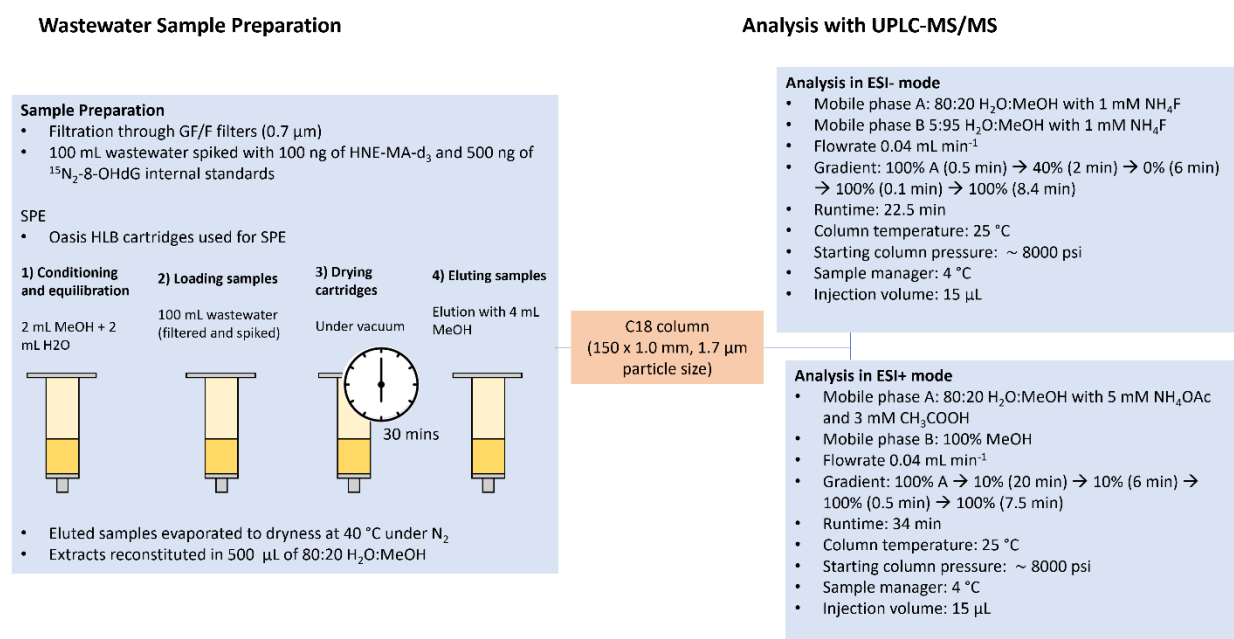 Wastewater Sample Preparation
Analysis with UPLC-MS/MS
Sample Preparation
• Filtration through GF/F filters (0.7 µm)
• 100 mL wastewater spiked with 100 ng of HNE-MA-d₃ and 500 ng of
¹⁵N₂-8-OHdG internal standards
SPE
• Oasis HLB cartridges used for SPE
1) Conditioning
and equilibration
2 mL MeOH + 2
mL H2O
2) Loading samples
100 mL wastewater
(filtered and spiked)
3) Drying
cartridges
Under vacuum
30 mins
4) Eluting samples
Elution with 4 mL
MeOH
• Eluted samples evaporated to dryness at 40 °C under N₂
• Extracts reconstituted in 500 µL of 80:20 H₂O:MeOH
C18 column
(150 x 1.0 mm, 1.7 µm
particle size)
Analysis in ESI- mode
• Mobile phase A: 80:20 H₂O:MeOH with 1 mM NH₄F
• Mobile phase B 5:95 H₂O:MeOH with 1 mM NH₄F
• Flowrate 0.04 mL min⁻¹
• Gradient: 100% A (0.5 min) → 40% (2 min) → 0% (6 min)
→ 100% (0.1 min) → 100% (8.4 min)
• Runtime: 22.5 min
• Column temperature: 25 °C
• Starting column pressure: ~ 8000 psi
• Sample manager: 4 °C
• Injection volume: 15 µL
Analysis in ESI+ mode
• Mobile phase A: 80:20 H₂O:MeOH with 5 mM NH₄OAc
and 3 mM CH₃COOH
• Mobile phase B: 100% MeOH
• Flowrate 0.04 mL min⁻¹
• Gradient: 100% A → 10% (20 min) → 10% (6 min) →
100% (0.5 min) → 100% (7.5 min)
• Runtime: 34 min
• Column temperature: 25 °C
• Starting column pressure: ~ 8000 psi
• Sample manager: 4 °C
• Injection volume: 15 µL